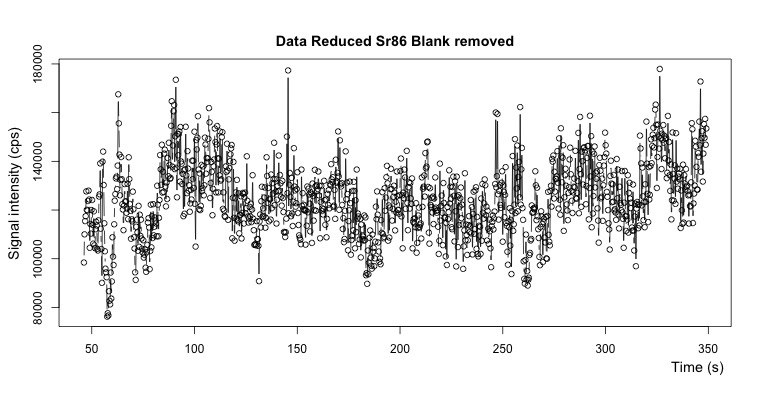 Data Reduced Sr86 Blank removed
Signal intensity (cps)
180000
140000
100000
80000
50 100 150 200 250 300 350
Time (s)